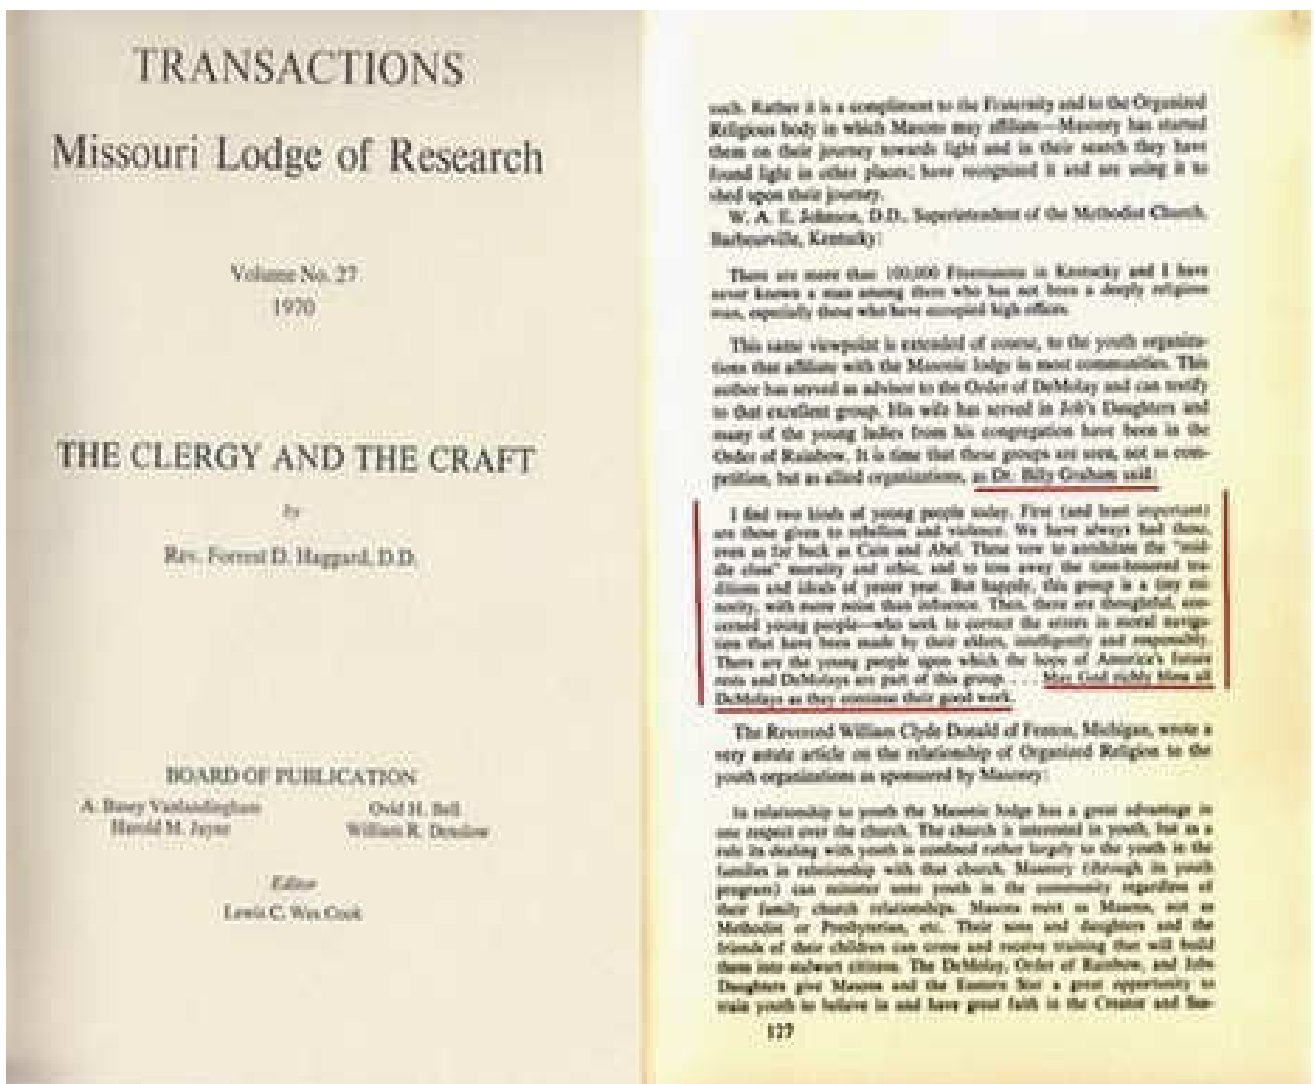 TRANSACTIONS
Missouri Lodge of Research
Volume No. 27
1970
THE CLERGY AND THE CRAFT
by
Rev. Forrest D. Haggard, D.D.
BOARD OF PUBLICATION
A. Busey Vanlandingham
Ovid H. Bell
Harold M. Jayne
William R. Denslow
Editor
Lewis C. Wes Cook
such. Rather it is a compliment to the Fraternity and to the Organized
Religious body in which Masons may affiliate—Masonry has started
them on their journey towards light and in their search they have
found light in other places; have recognized it and are using it to
shed upon their journey.
W. A. E. Johnson, D.D., Superintendent of the Methodist Church,
Barbourville, Kentucky:
There are more than 100,000 Freemasons in Kentucky and I have
never known a man among them who has not been a deeply religious
man, especially those who have occupied high offices.
This same viewpoint is extended of course, to the youth organiza-
tions that affiliate with the Masonic lodge in most communities. This
author has served as advisor to the Order of DeMolay and can testify
to that excellent group. His wife has served in Job's Daughters and
many of the young ladies from his congregation have been in the
Order of Rainbow. It is time that these groups are seen, not as com-
petition, but as allied organizations, as Dr. Billy Graham said:
I find two kinds of young people today. First (and least important)
are those given to rebellion and violence. We have always had these,
even as far back as Cain and Abel. These vow to annihilate the "mid-
dle class" morality and ethic, and to toss away the time-honored tra-
ditions and ideals of yester year. But happily, this group is a tiny mi-
nority, with more noise than influence. Then, there are thoughtful, con-
cerned young people—who seek to correct the errors in moral naviga-
tion that have been made by their elders, intelligently and responsibly.
There are the young people upon which the hope of America's future
rests and DeMolays are part of this group. . . . May God richly bless all
DeMolays as they continue their good work.
The Reverend William Clyde Donald of Fenton, Michigan, wrote a
very astute article on the relationship of Organized Religion to the
youth organizations as sponsored by Masonry:
In relationship to youth the Masonic lodge has a great advantage in
one respect over the church. The church is interested in youth, but as a
rule its dealing with youth is confined rather largely to the youth in the
families in relationship with that church. Masonry (through its youth
program) can minister unto youth in the community regardless of
their family church relationships. Masons meet as Masons, not as
Methodist or Presbyterian, etc. Their sons and daughters and the
friends of their children can come and receive training that will build
them into stalwart citizens. The DeMolay, Order of Rainbow, and Jobs
Daughters give Masons and the Eastern Star a great opportunity to
train youth to believe in and have great faith in the Creator and
127